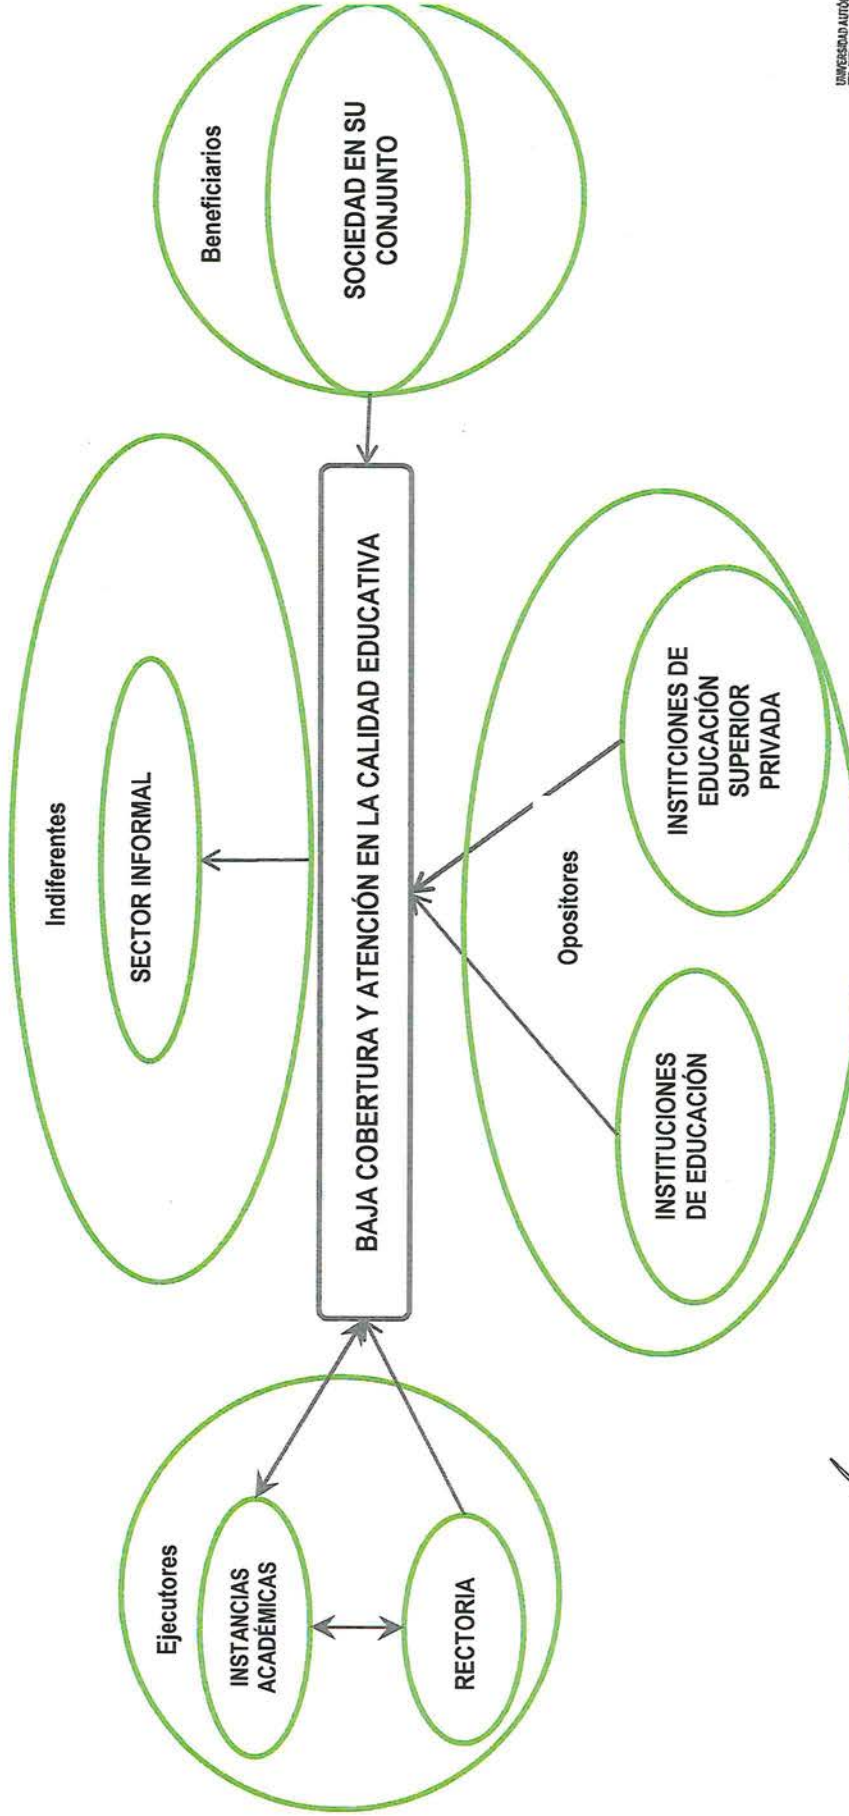 Ejecutores
INSTANCIAS
ACADÉMICAS
RECTORIA
Indiferentes
SECTOR INFORMAL
BAJA COBERTURA Y ATENCIÓN EN LA CALIDAD EDUCATIVA
Opositores
INSTITUCIONES
DE EDUCACIÓN
INSTITCIONES DE
EDUCACIÓN
SUPERIOR
PRIVADA
Beneficiarios
SOCIEDAD EN SU
CONJUNTO